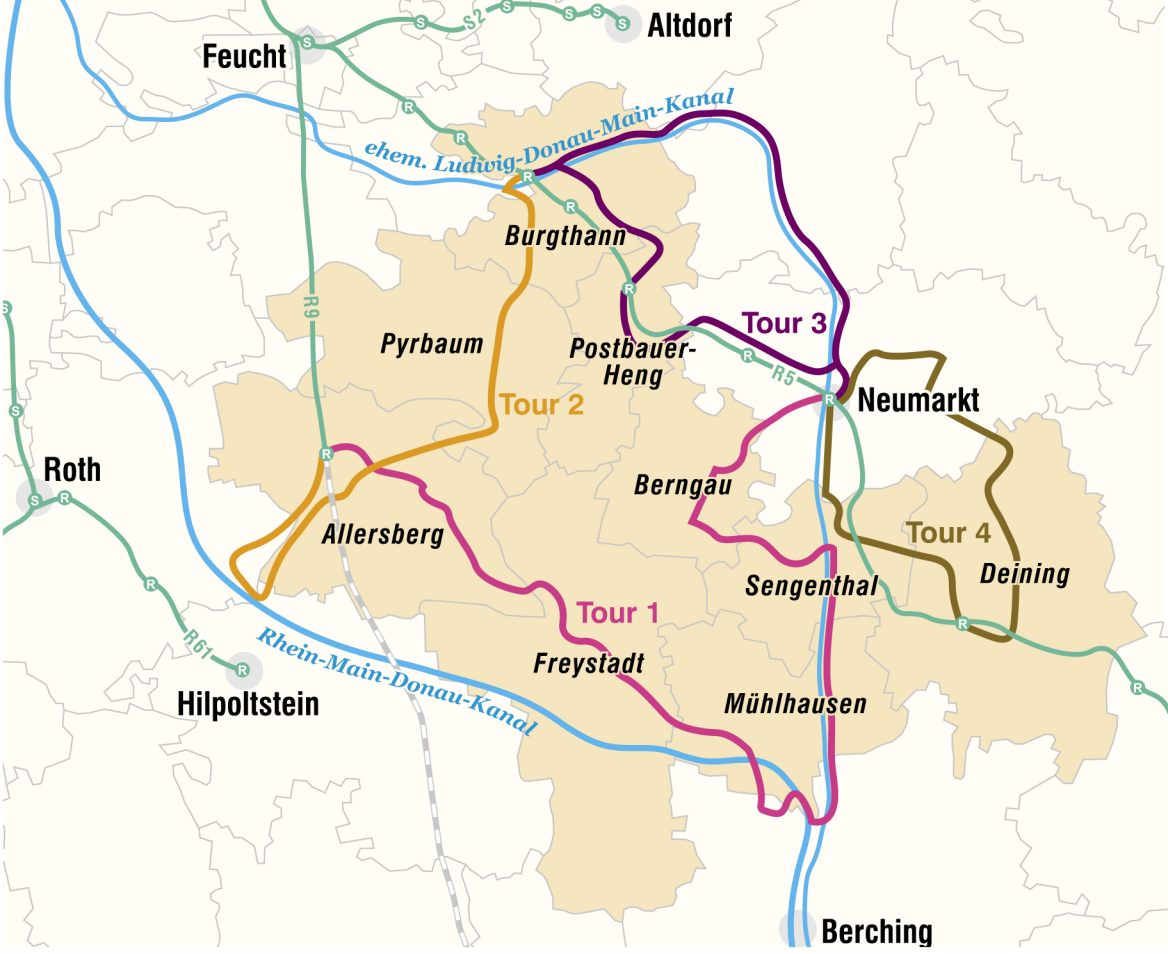 S
S2
S
S
S
S
Altdorf
Feucht
S
R
R
ehem. Ludwig-Donau-Main-Kanal
R
R
Burgthann
R
R9
S
Pyrbaum
Postbauer-
Heng
Tour 3
R
R5
R
Neumarkt
Tour 2
S
R
Roth
S
R
Berngau
Allersberg
Tour 4
Deining
Sengenthal
R
Tour 1
R
R61
R
Rhein-Main-Donau-Kanal
Freystadt
Hilpoltstein
Mühlhausen
R
Berching